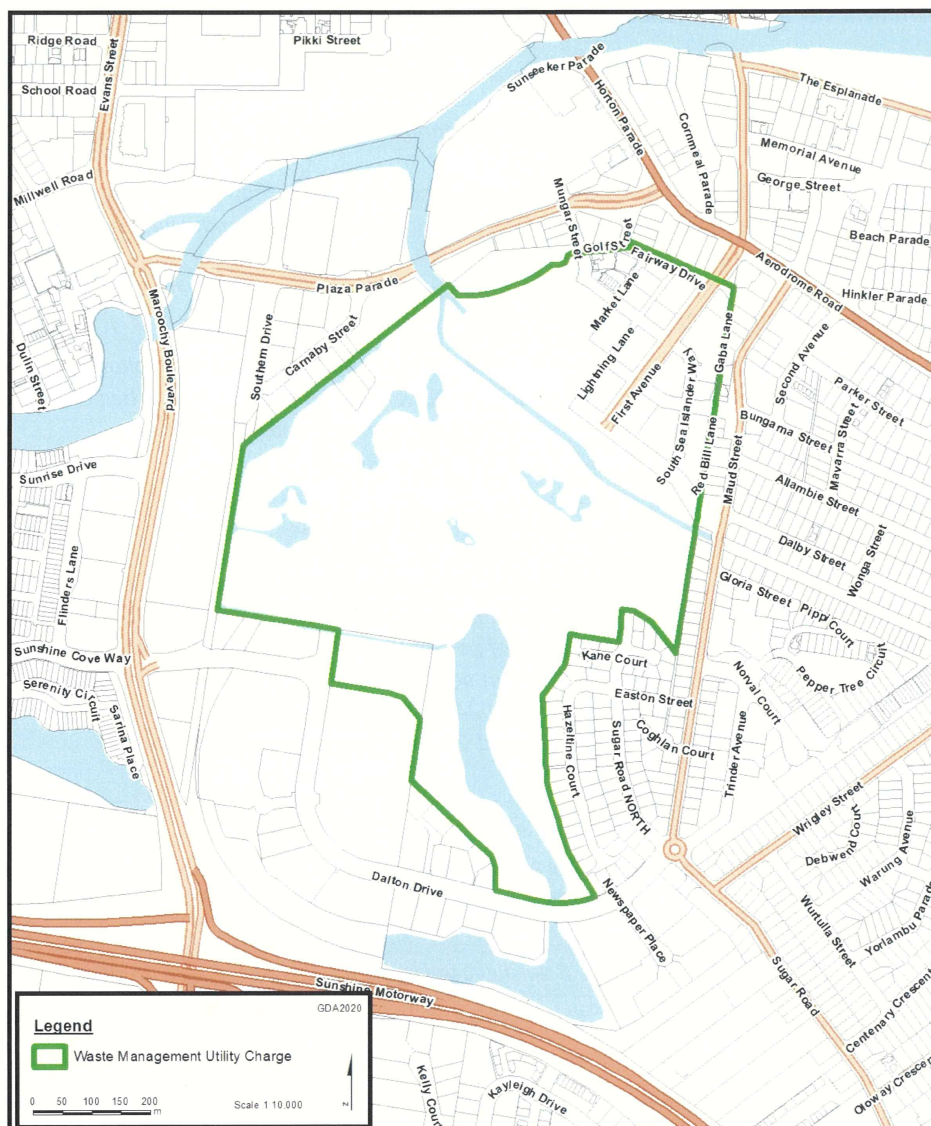 Ridge Road
Pikki Street
Evans Street
School Road
Sunseeker Parade
Horton Parade
The Esplanade
Cornmeal Parade
Memorial Avenue
George Street
Millwell Road
Mungar Street
Golf Street
Beach Parade
Fairway Drive
Aerodrome Road
Plaza Parade
Market Lane
Hinkler Parade
Maroochy Boulevard
Southern Drive
Carnaby Street
Lightning Lane
Gaba Lane
Second Avenue
Dulin Street
First Avenue
South Sea Islander Way
Parker Street
Bungama Street
Mavarra Street
Red Bill Lane
Maud Street
Sunrise Drive
Allambie Street
Dalby Street
Wonga Street
Flinders Lane
Gloria Street
Pippi Court
Sunshine Cove Way
Kane Court
Pepper Tree Circuit
Norval Court
Serenity Circuit
Easton Street
Sarina Place
Hazeltine Court
Sugar Road NORTH
Coghlan Court
Trinder Avenue
Wrigley Street
Debwend Court
Warung Avenue
Dalton Drive
Newspaper Place
Wurtulla Street
Yorlambu Parade
Sugar Road
Sunshine Motorway
Centenary Crescent
Oloway Crescent
Kelly Court
Kayleigh Drive
GDA2020
Legend
Waste Management Utility Charge
0 50 100 150 200
m
Scale 1:10,000
z